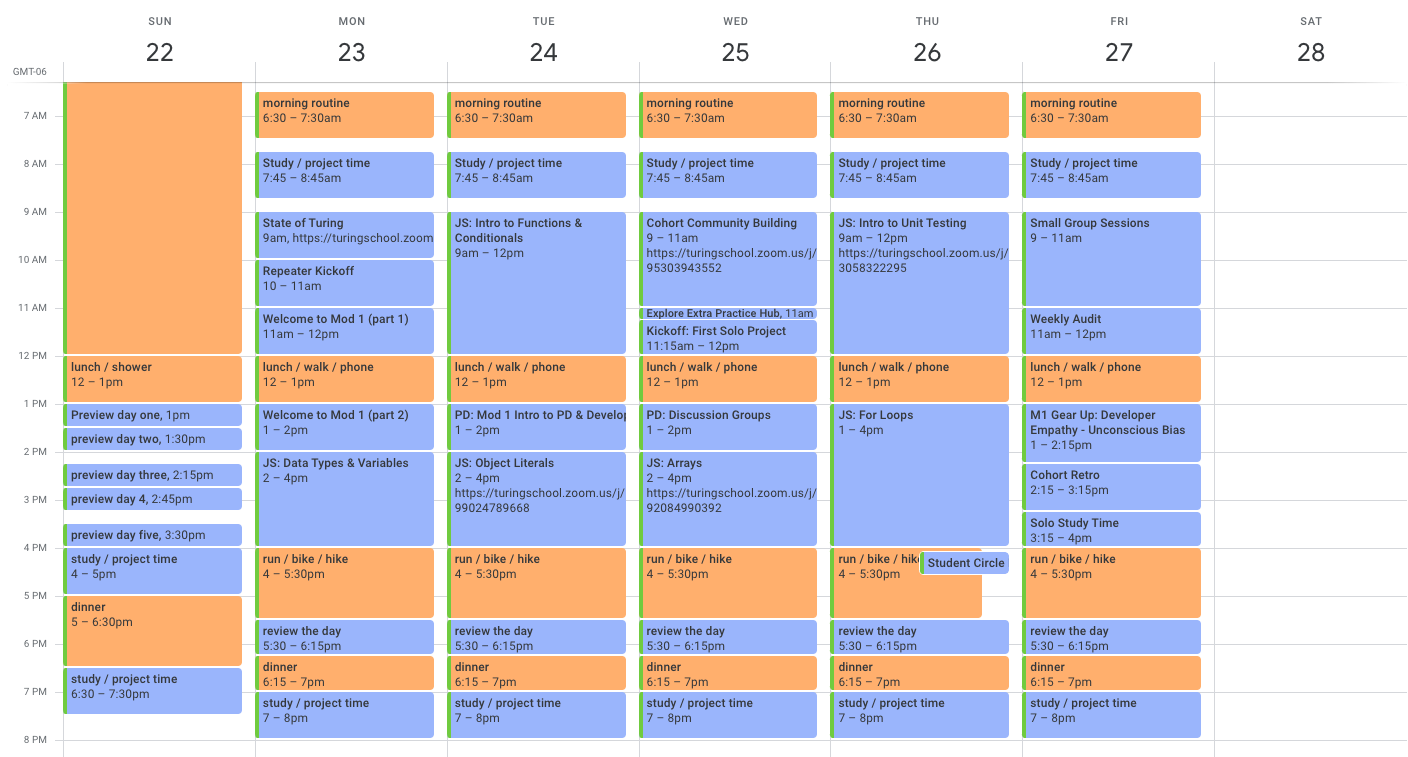 SUN
MON
TUE
WED
THU
FRI
SAT
22
23
24
25
26
27
28
GMT-06
7 AM
8 AM
9 AM
10 AM
11 AM
12 PM
1 PM
2 PM
3 PM
4 PM
5 PM
6 PM
7 PM
8 PM
lunch / shower
12 – 1pm
Preview day one, 1pm
preview day two, 1:30pm
preview day three, 2:15pm
preview day 4, 2:45pm
preview day five, 3:30pm
study / project time
4 – 5pm
dinner
5 – 6:30pm
study / project time
6:30 – 7:30pm
morning routine
6:30 – 7:30am
Study / project time
7:45 – 8:45am
State of Turing
9am, https://turingschool.zoom
Repeater Kickoff
10 – 11am
Welcome to Mod 1 (part 1)
11am – 12pm
lunch / walk / phone
12 – 1pm
Welcome to Mod 1 (part 2)
1 – 2pm
JS: Data Types & Variables
2 – 4pm
run / bike / hike
4 – 5:30pm
review the day
5:30 – 6:15pm
dinner
6:15 – 7pm
study / project time
7 – 8pm
morning routine
6:30 – 7:30am
Study / project time
7:45 – 8:45am
JS: Intro to Functions &
Conditionals
9am – 12pm
lunch / walk / phone
12 – 1pm
PD: Mod 1 Intro to PD & Develop
1 – 2pm
JS: Object Literals
2 – 4pm
https://turingschool.zoom.us/j/
99024789668
run / bike / hike
4 – 5:30pm
review the day
5:30 – 6:15pm
dinner
6:15 – 7pm
study / project time
7 – 8pm
morning routine
6:30 – 7:30am
Study / project time
7:45 – 8:45am
Cohort Community Building
9 – 11am
https://turingschool.zoom.us/j/
95303943552
Explore Extra Practice Hub, 11am
Kickoff: First Solo Project
11:15am – 12pm
lunch / walk / phone
12 – 1pm
PD: Discussion Groups
1 – 2pm
JS: Arrays
2 – 4pm
https://turingschool.zoom.us/j/
92084990392
run / bike / hike
4 – 5:30pm
review the day
5:30 – 6:15pm
dinner
6:15 – 7pm
study / project time
7 – 8pm
morning routine
6:30 – 7:30am
Study / project time
7:45 – 8:45am
JS: Intro to Unit Testing
9am – 12pm
https://turingschool.zoom.us/j/
3058322295
lunch / walk / phone
12 – 1pm
JS: For Loops
1 – 4pm
run / bike / hike
4 – 5:30pm
Student Circle
review the day
5:30 – 6:15pm
dinner
6:15 – 7pm
study / project time
7 – 8pm
morning routine
6:30 – 7:30am
Study / project time
7:45 – 8:45am
Small Group Sessions
9 – 11am
Weekly Audit
11am – 12pm
lunch / walk / phone
12 – 1pm
M1 Gear Up: Developer
Empathy - Unconscious Bias
1 – 2:15pm
Cohort Retro
2:15 – 3:15pm
Solo Study Time
3:15 – 4pm
run / bike / hike
4 – 5:30pm
review the day
5:30 – 6:15pm
dinner
6:15 – 7pm
study / project time
7 – 8pm